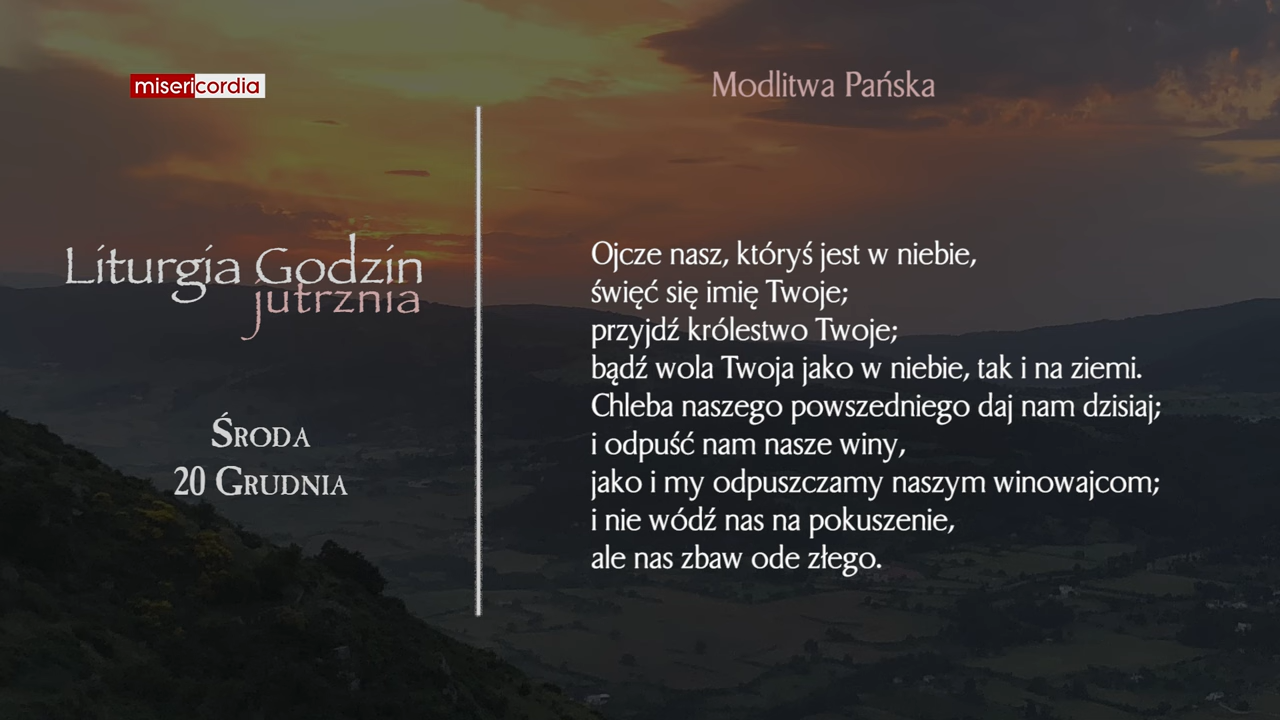 misericordia
Liturgia Godzin
jutrznia
Środa
20 Grudnia
Modlitwa Pańska
Ojcze nasz, któryś jest w niebie,
święć się imię Twoje;
przyjdź królestwo Twoje;
bądź wola Twoja jako w niebie, tak i na ziemi.
Chleba naszego powszedniego daj nam dzisiaj;
i odpuść nam nasze winy,
jako i my odpuszczamy naszym winowajcom;
i nie wódź nas na pokuszenie,
ale nas zbaw ode złego.